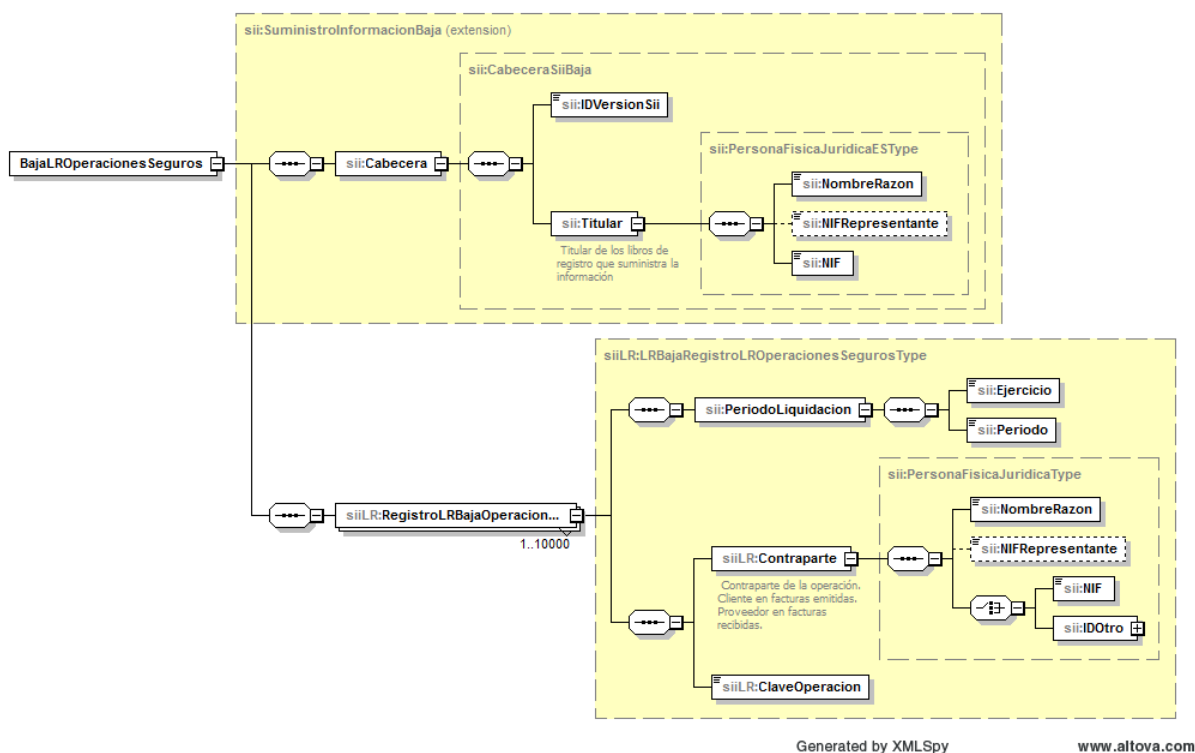 sii:SuministroInformacionBaja (extension)
sii:CabeceraSiiBaja
sii:IDVersionSii
sii:PersonaFisicaJuridicaESType
BajaLROperacionesSeguros
sii:Cabecera
sii:NombreRazon
sii:Titular
sii:NIFRepresentante
Titular de los libros de
registro que suministra la
información
sii:NIF
siiLR:LRBajaRegistroLROperacionesSegurosType
sii:PeriodoLiquidacion
sii:Ejercicio
sii:Periodo
sii:PersonaFisicaJuridicaType
siiLR:RegistroLRBajaOperacion...
1..10000
sii:NombreRazon
siiLR:Contraparte
sii:NIFRepresentante
Contraparte de la operación.
Cliente en facturas emitidas.
Proveedor en facturas
recibidas.
sii:NIF
sii:IDOtro
siiLR:ClaveOperacion
Generated by XMLSpy
www.altova.com